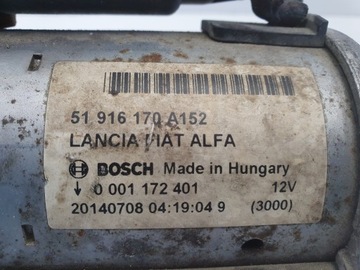 51 916 170 A152
LANCIA FIAT ALFA
BOSCH Made in Hungary
↓ 0 001 172 401 12V
20140708 04:19:04 9 (3000)